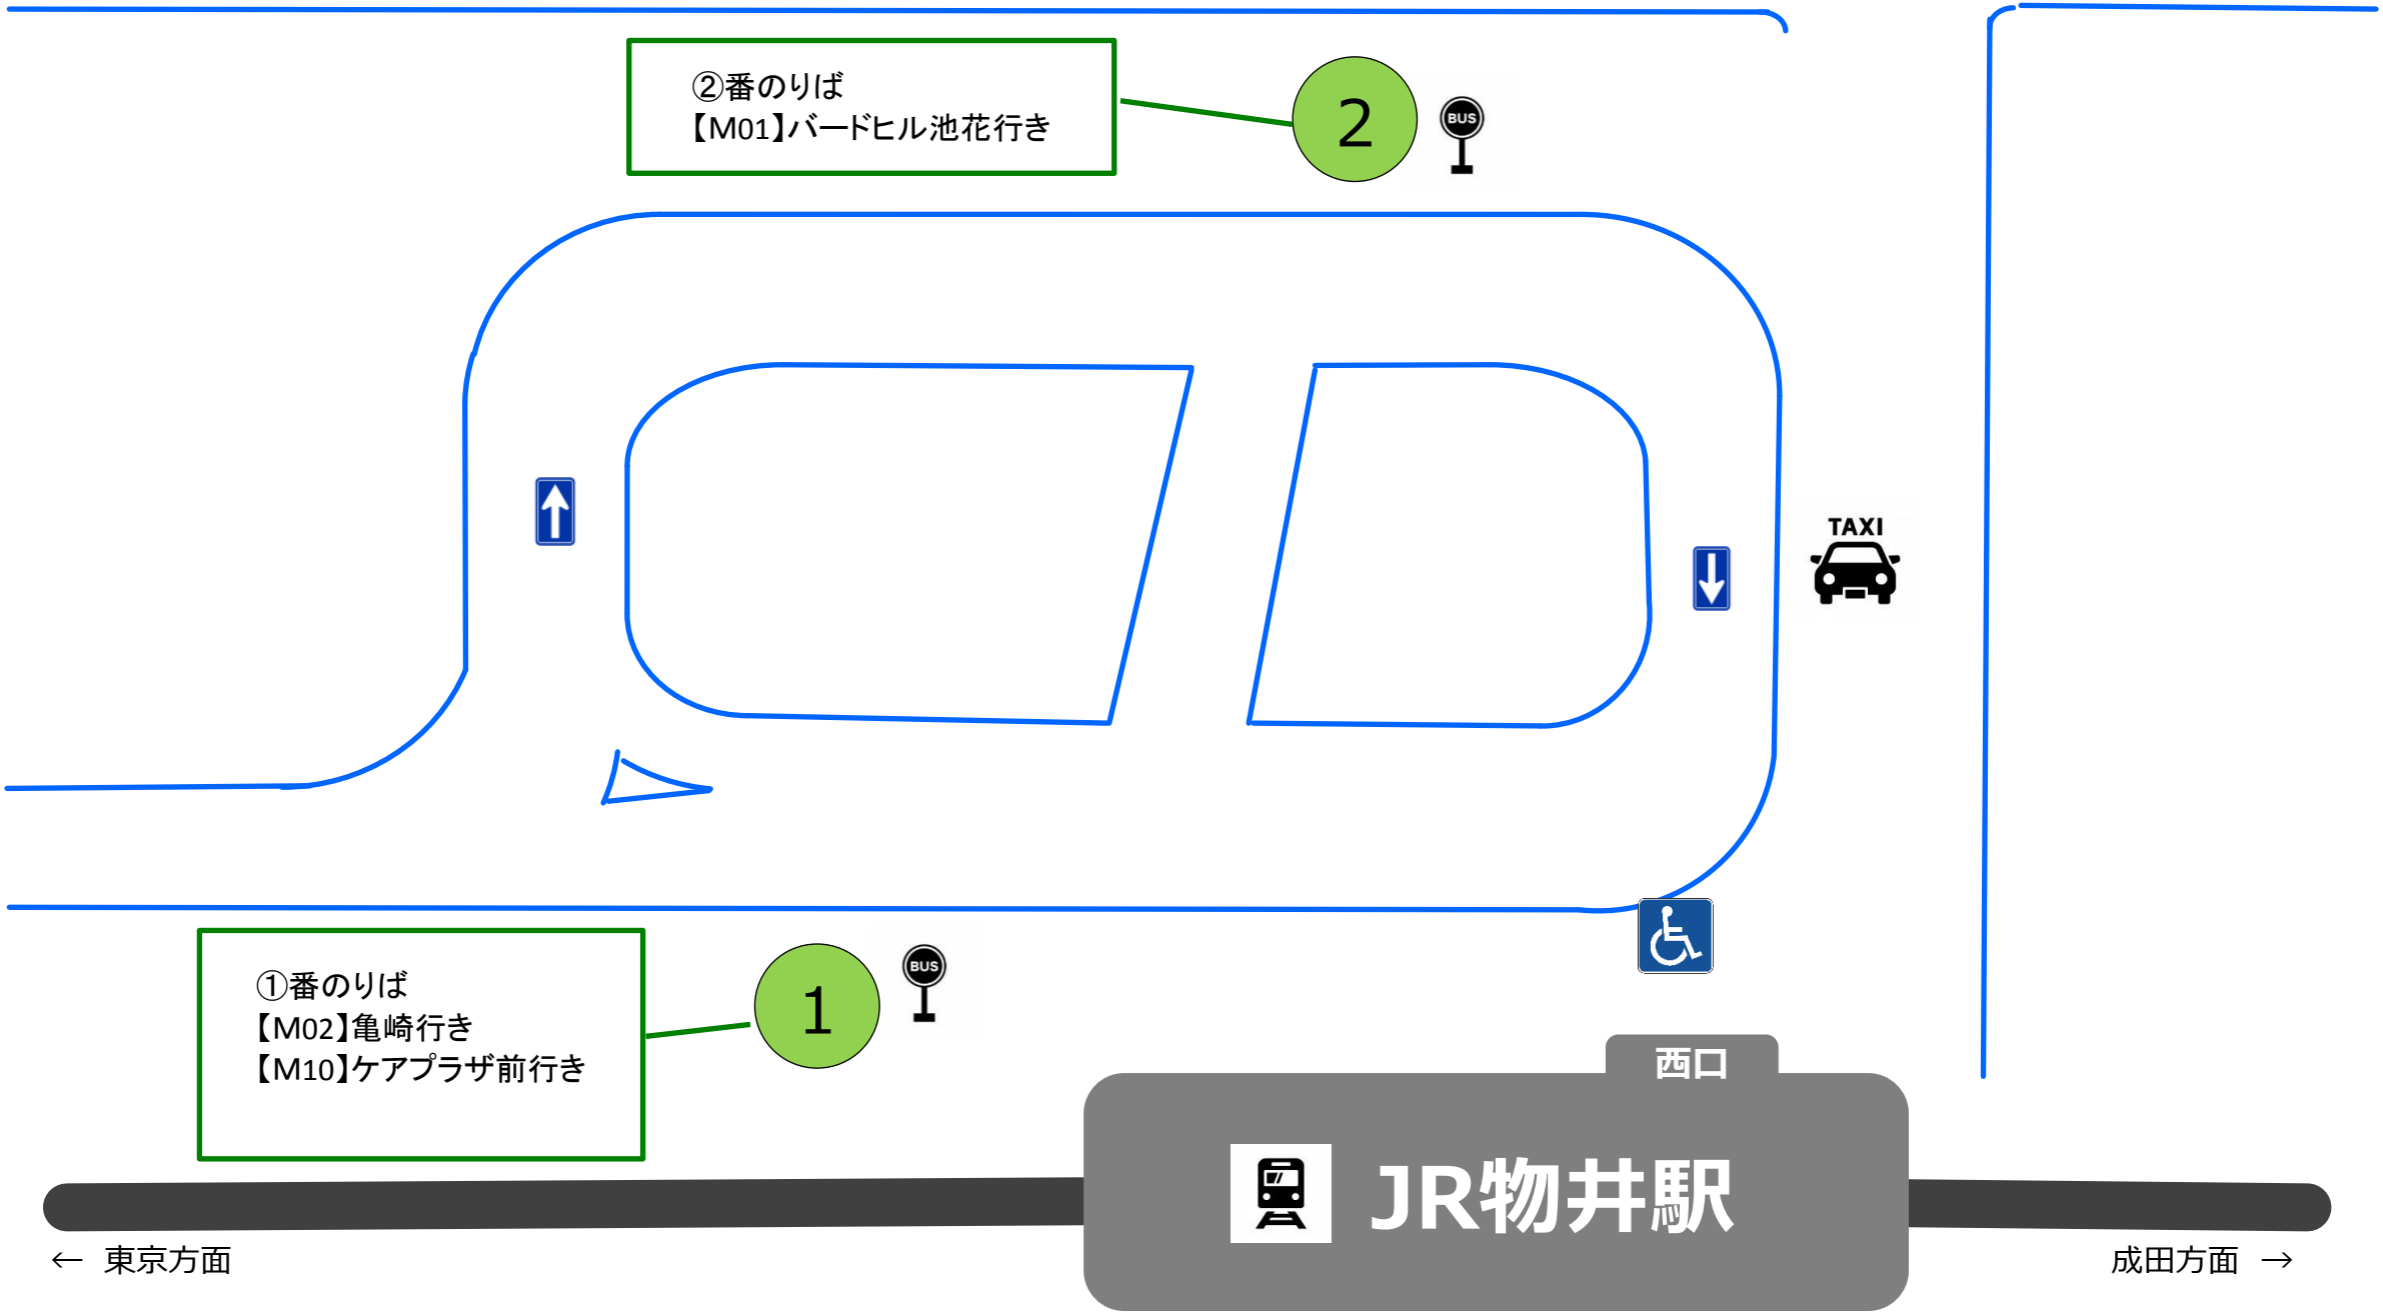 ②番のりば
【M01】バードヒル池花行き
2
BUS
TAXI
①番のりば
【M02】亀崎行き
【M10】ケアプラザ前行き
1
BUS
西口
JR物井駅
← 東京方面
成田方面 →